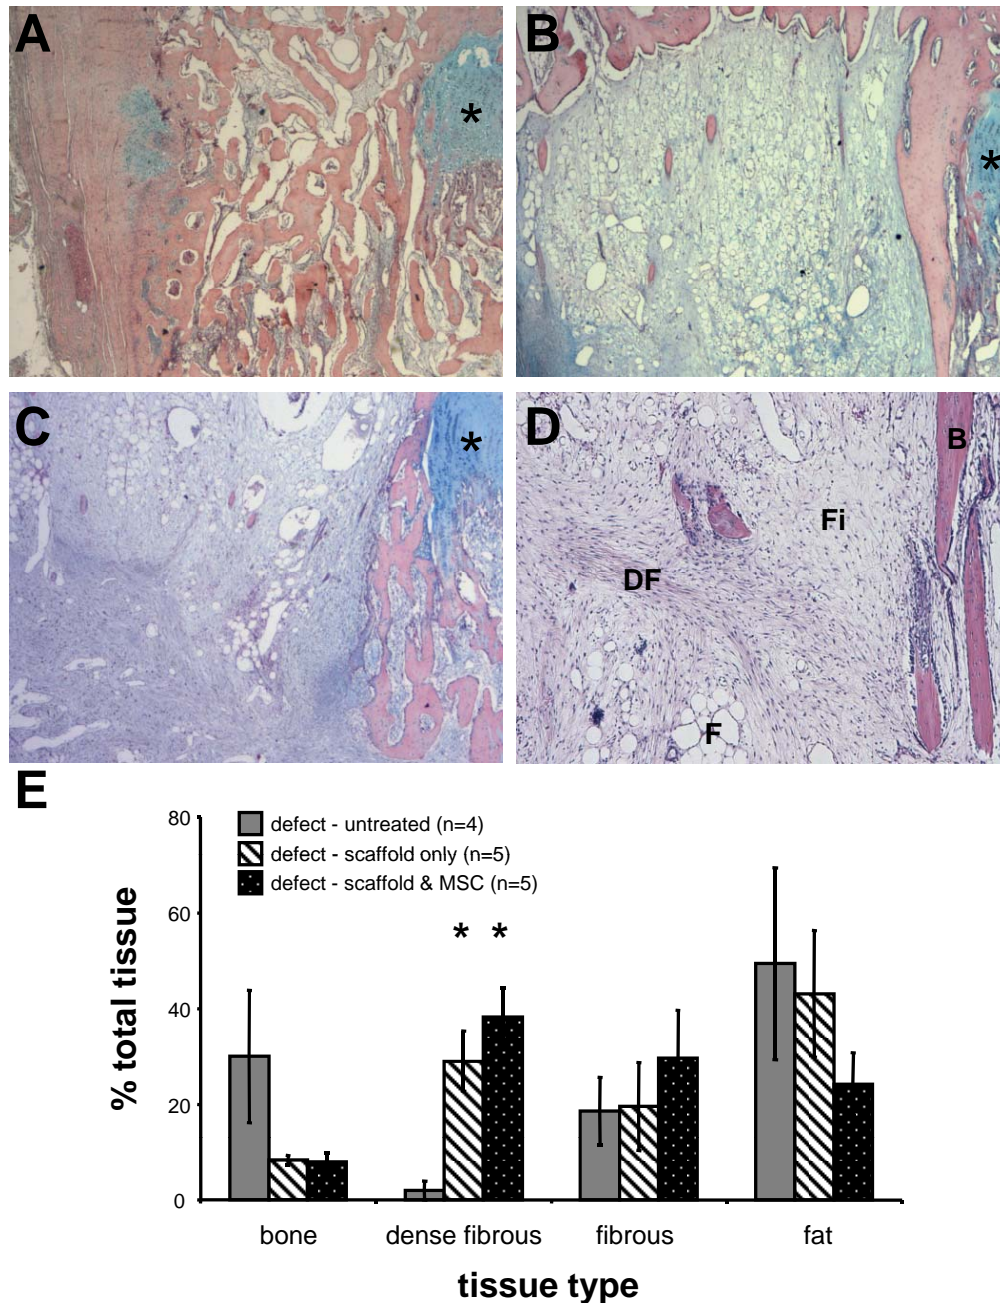 A
*
B
*
C
*
D
B
Fi
DF
F
E
80
60
40
20
0
% total tissue
defect - untreated (n=4)
defect - scaffold only (n=5)
defect - scaffold & MSC (n=5)
* *
bone dense fibrous fibrous fat
tissue type